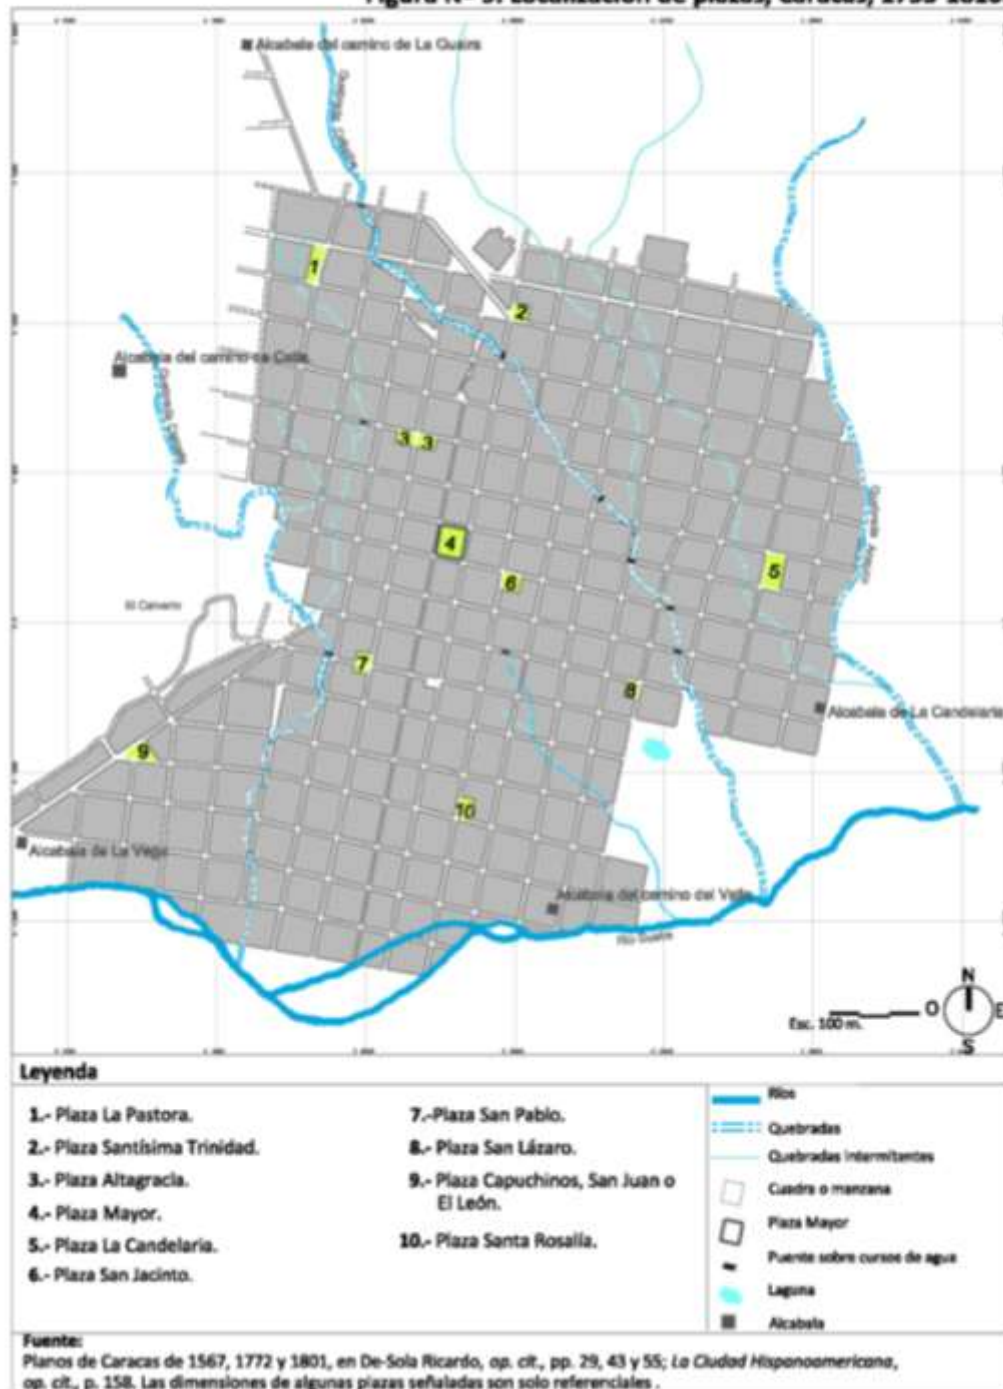 Alcabala del camino de La Guaira
1
2
Alcabala del camino
3 3
4
5
6
El Calvario
7
8
Alcabala de La Candelaria
9
10
Alcabala de La Vega
Alcabala del camino del Valle
Río Guaire
N
O E
S
Esc. 100 m.
Leyenda
1.- Plaza La Pastora.
2.- Plaza Santísima Trinidad.
3.- Plaza Altagracia.
4.- Plaza Mayor.
5.- Plaza La Candelaria.
6.- Plaza San Jacinto.
7.-Plaza San Pablo.
8.- Plaza San Lázaro.
9.- Plaza Capuchinos, San Juan o
El León.
10.- Plaza Santa Rosalía.
Ríos
Quebradas
Quebradas Intermitentes
Cuadra o manzana
Plaza Mayor
Puente sobre cursos de agua
Laguna
Alcabala
Fuente:
Planos de Caracas de 1567, 1772 y 1801, en De-Sola Ricardo, op. cit., pp. 29, 43 y 55; La Ciudad Hispanoamericana,
op. cit., p. 158. Las dimensiones de algunas plazas señaladas son solo referenciales .